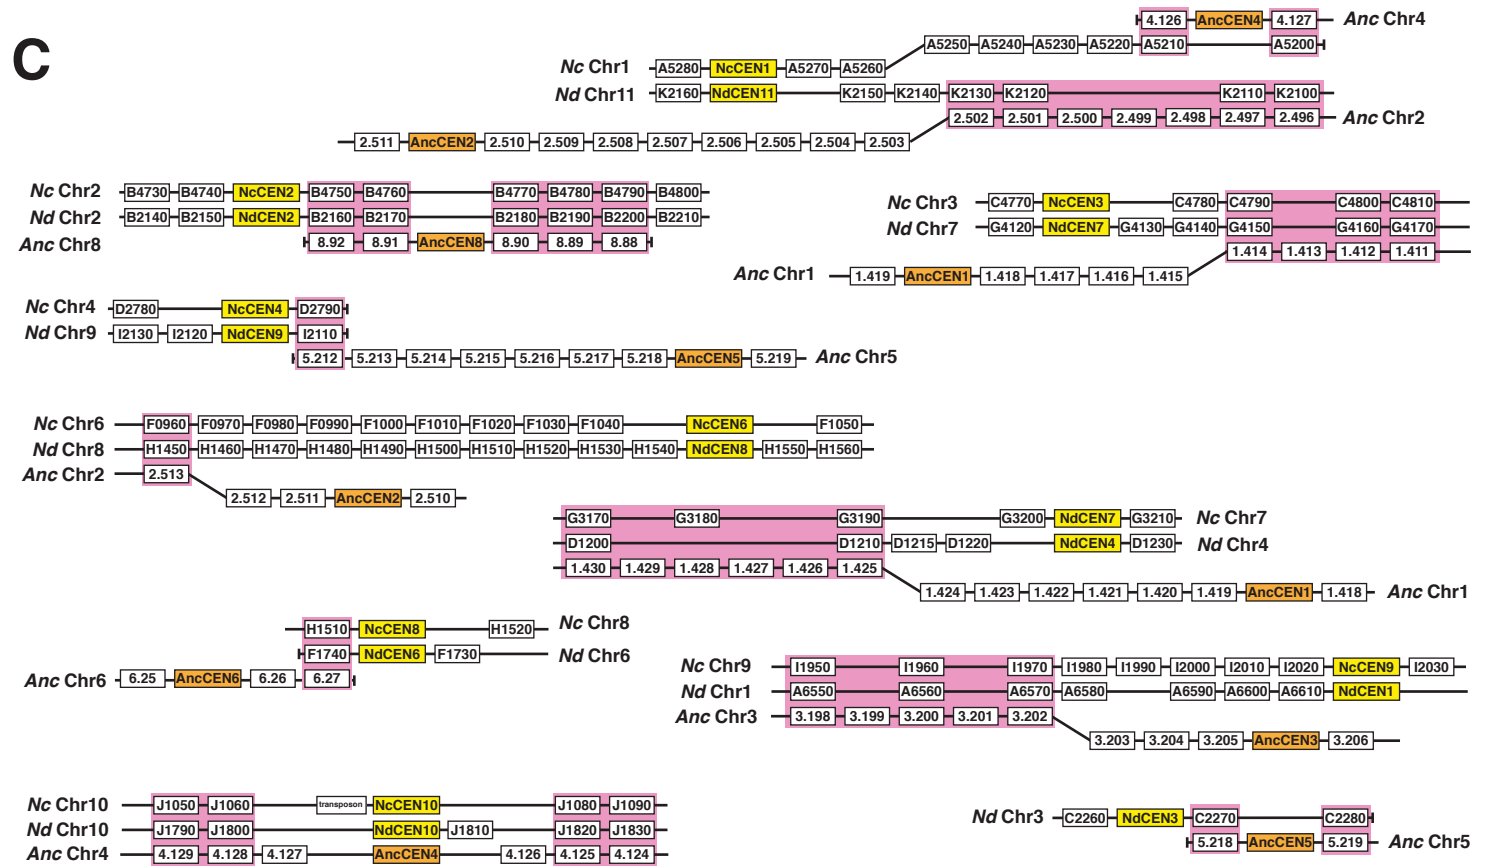 C
4.126 AncCEN4 4.127 Anc Chr4
A5250 A5240 A5230 A5220 A5210 A5200
Nc Chr1 A5280 NcCEN1 A5270 A5260
Nd Chr11 K2160 NdCEN11 K2150 K2140 K2130 K2120 K2110 K2100
2.502 2.501 2.500 2.499 2.498 2.497 2.496 Anc Chr2
2.511 AncCEN2 2.510 2.509 2.508 2.507 2.506 2.505 2.504 2.503
Nc Chr2 B4730 B4740 NcCEN2 B4750 B4760 B4770 B4780 B4790 B4800
Nd Chr2 B2140 B2150 NdCEN2 B2160 B2170 B2180 B2190 B2200 B2210
Anc Chr8 8.92 8.91 AncCEN8 8.90 8.89 8.88
Nc Chr3 C4770 NcCEN3 C4780 C4790 C4800 C4810
Nd Chr7 G4120 NdCEN7 G4130 G4140 G4150 G4160 G4170
1.414 1.413 1.412 1.411
Anc Chr1 1.419 AncCEN1 1.418 1.417 1.416 1.415
Nc Chr4 D2780 NcCEN4 D2790
Nd Chr9 I2130 I2120 NdCEN9 I2110
5.212 5.213 5.214 5.215 5.216 5.217 5.218 AncCEN5 5.219 Anc Chr5
Nc Chr6 F0960 F0970 F0980 F0990 F1000 F1010 F1020 F1030 F1040 NcCEN6 F1050
Nd Chr8 H1450 H1460 H1470 H1480 H1490 H1500 H1510 H1520 H1530 H1540 NdCEN8 H1550 H1560
Anc Chr2 2.513
2.512 2.511 AncCEN2 2.510
G3170 G3180 G3190 G3200 NdCEN7 G3210 Nc Chr7
D1200 D1210 D1215 D1220 NdCEN4 D1230 Nd Chr4
1.430 1.429 1.428 1.427 1.426 1.425
1.424 1.423 1.422 1.421 1.420 1.419 AncCEN1 1.418 Anc Chr1
H1510 NcCEN8 H1520 Nc Chr8
F1740 NdCEN6 F1730 Nd Chr6
Anc Chr6 6.25 AncCEN6 6.26 6.27
Nc Chr9 I1950 I1960 I1970 I1980 I1990 I2000 I2010 I2020 NcCEN9 I2030
Nd Chr1 A6550 A6560 A6570 A6580 A6590 A6600 A6610 NdCEN1
Anc Chr3 3.198 3.199 3.200 3.201 3.202
3.203 3.204 3.205 AncCEN3 3.206
Nc Chr10 J1050 J1060 transposon NcCEN10 J1080 J1090
Nd Chr10 J1790 J1800 NdCEN10 J1810 J1820 J1830
Anc Chr4 4.129 4.128 4.127 AncCEN4 4.126 4.125 4.124
Nd Chr3 C2260 NdCEN3 C2270 C2280
5.218 AncCEN5 5.219 Anc Chr5